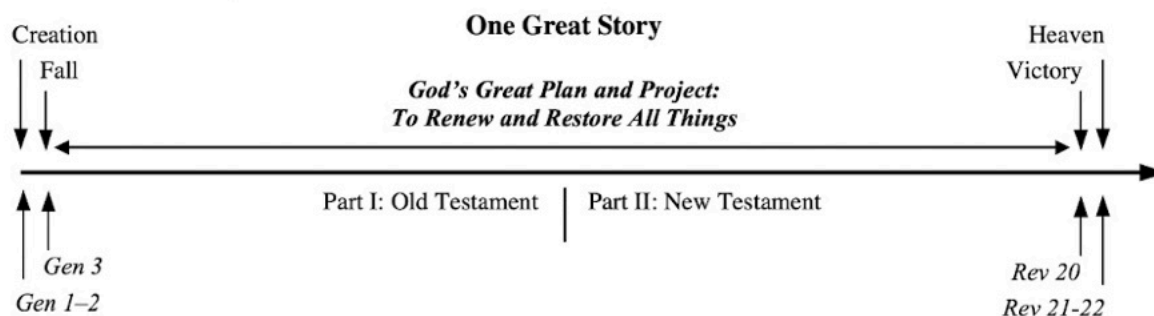 One Great Story
Creation
Heaven
Fall
Victory
God's Great Plan and Project:
To Renew and Restore All Things
Part I: Old Testament
Part II: New Testament
Gen 3
Rev 20
Gen 1–2
Rev 21-22